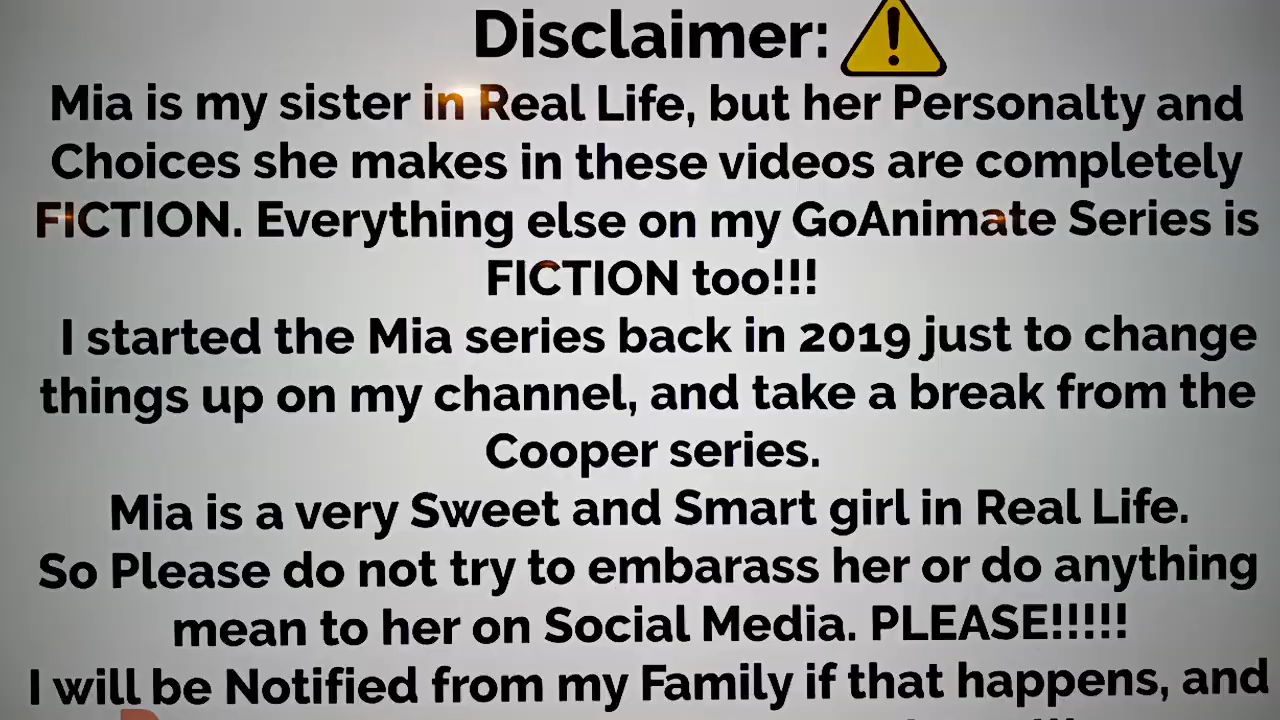 Disclaimer:
Mia is my sister in Real Life, but her Personalty and
Choices she makes in these videos are completely
FICTION. Everything else on my GoAnimate Series is
FICTION too!!!
I started the Mia series back in 2019 just to change
things up on my channel, and take a break from the
Cooper series.
Mia is a very Sweet and Smart girl in Real Life.
So Please do not try to embarass her or do anything
mean to her on Social Media. PLEASE!!!!!
I will be Notified from my Family if that happens, and